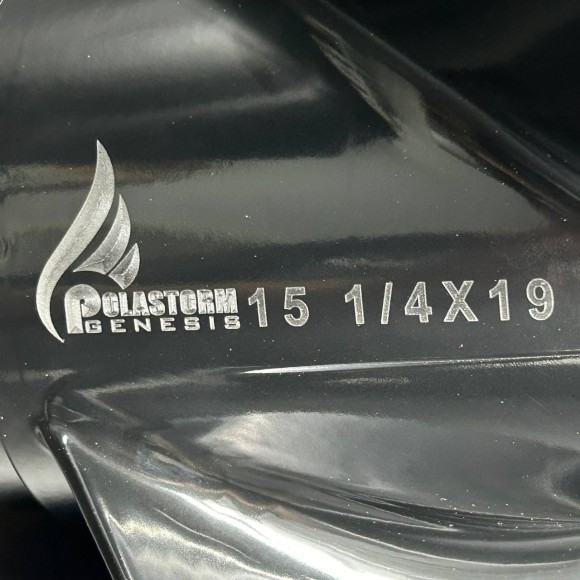 POLASTORM
GENESIS
15 1/4X19